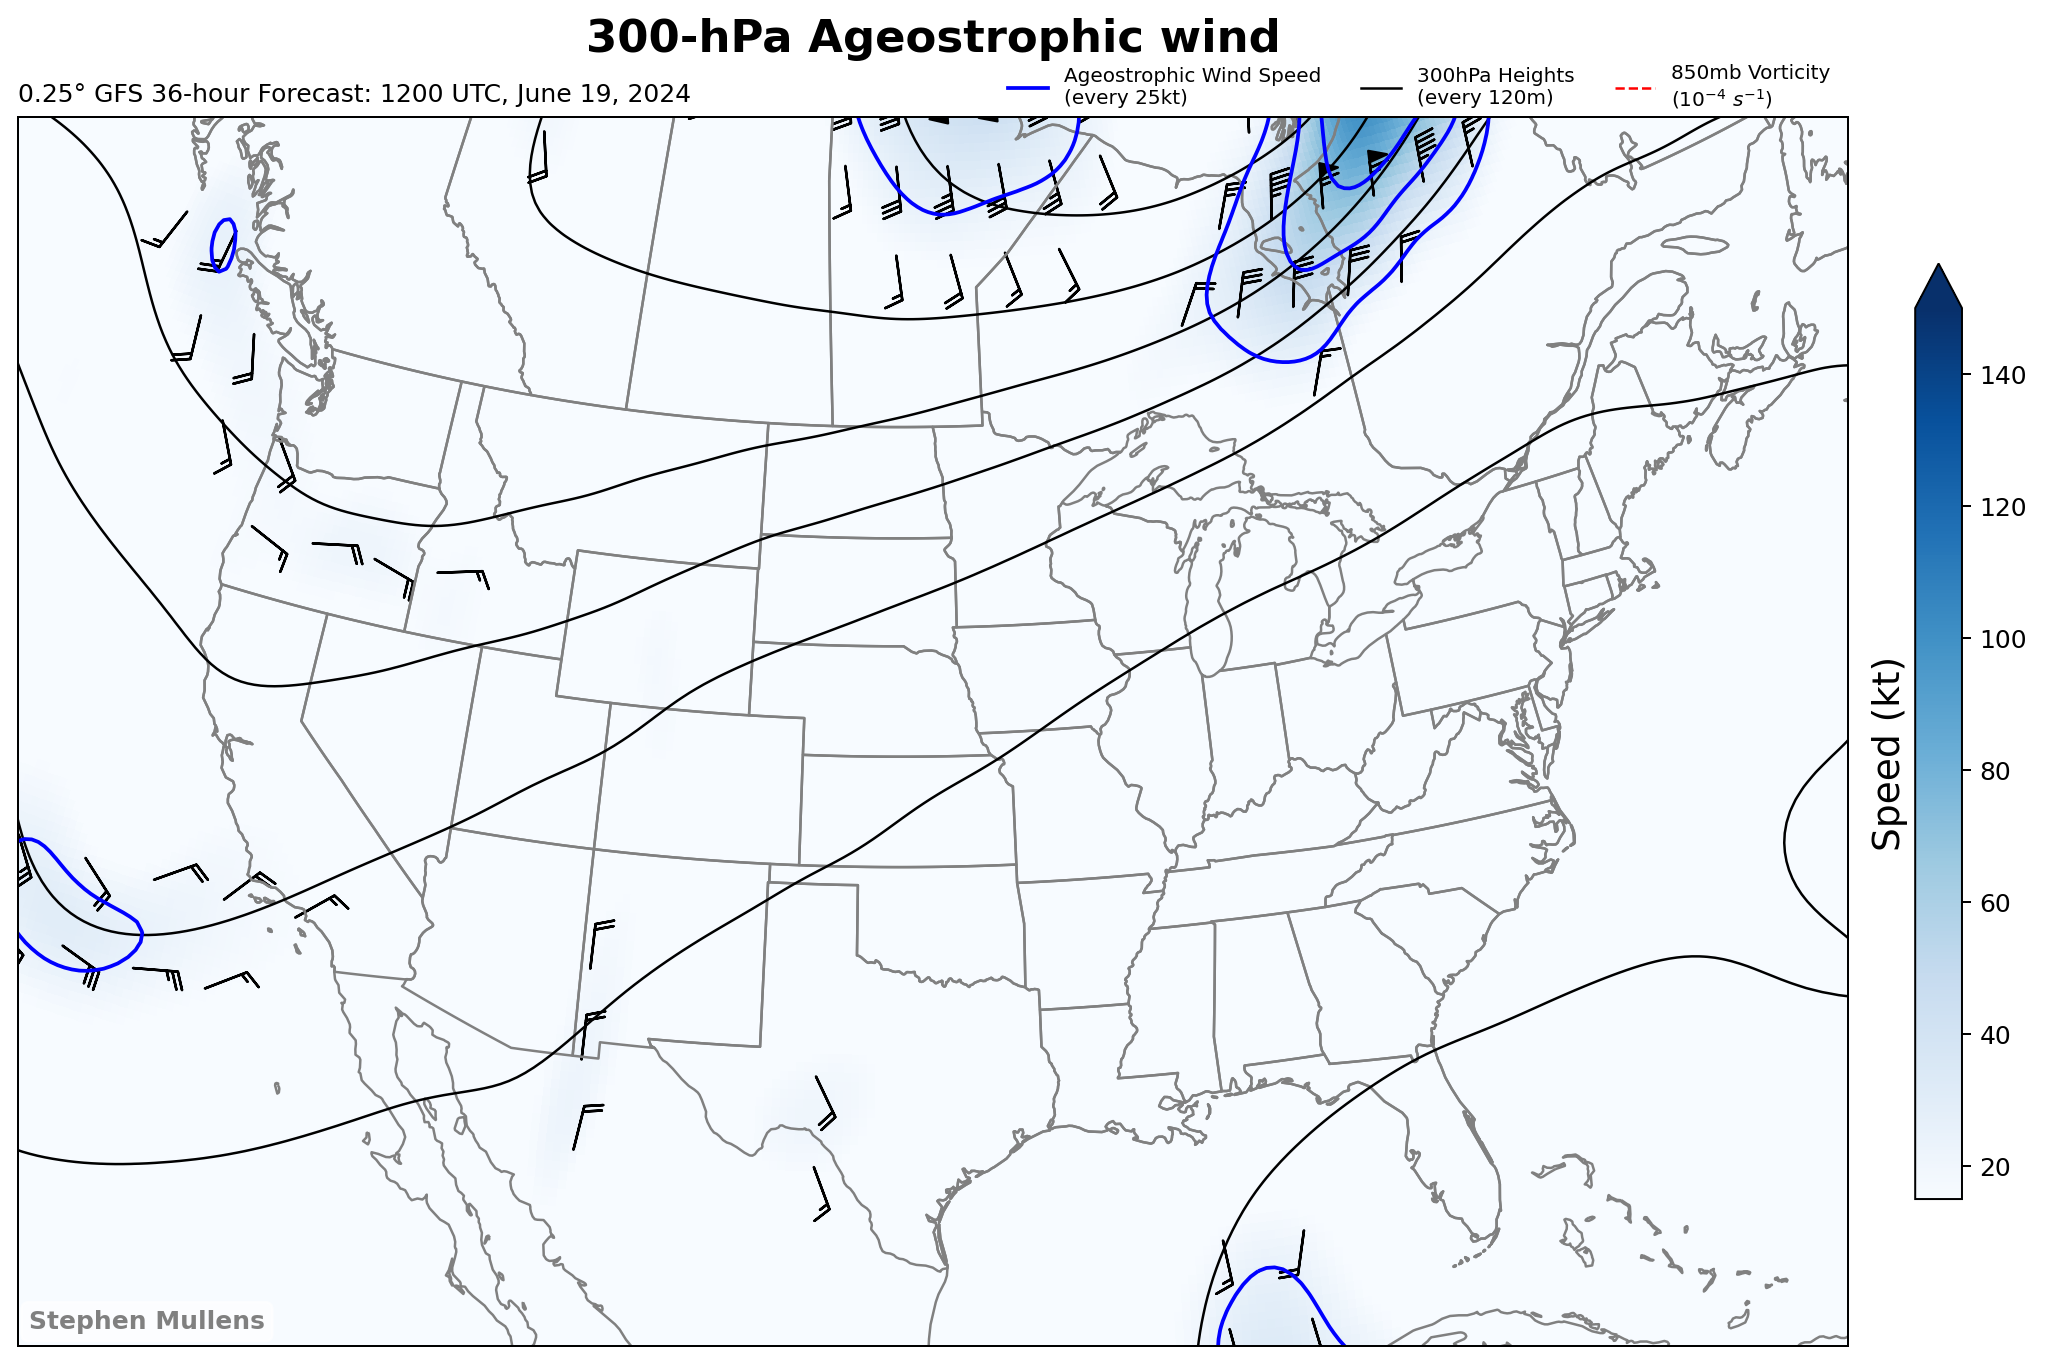 300-hPa Ageostrophic wind
0.25° GFS 36-hour Forecast: 1200 UTC, June 19, 2024
Ageostrophic Wind Speed
(every 25kt)
300hPa Heights
(every 120m)
850mb Vorticity
(10⁻⁴ s⁻¹)
140
120
100
80
60
40
20
Speed (kt)
Stephen Mullens